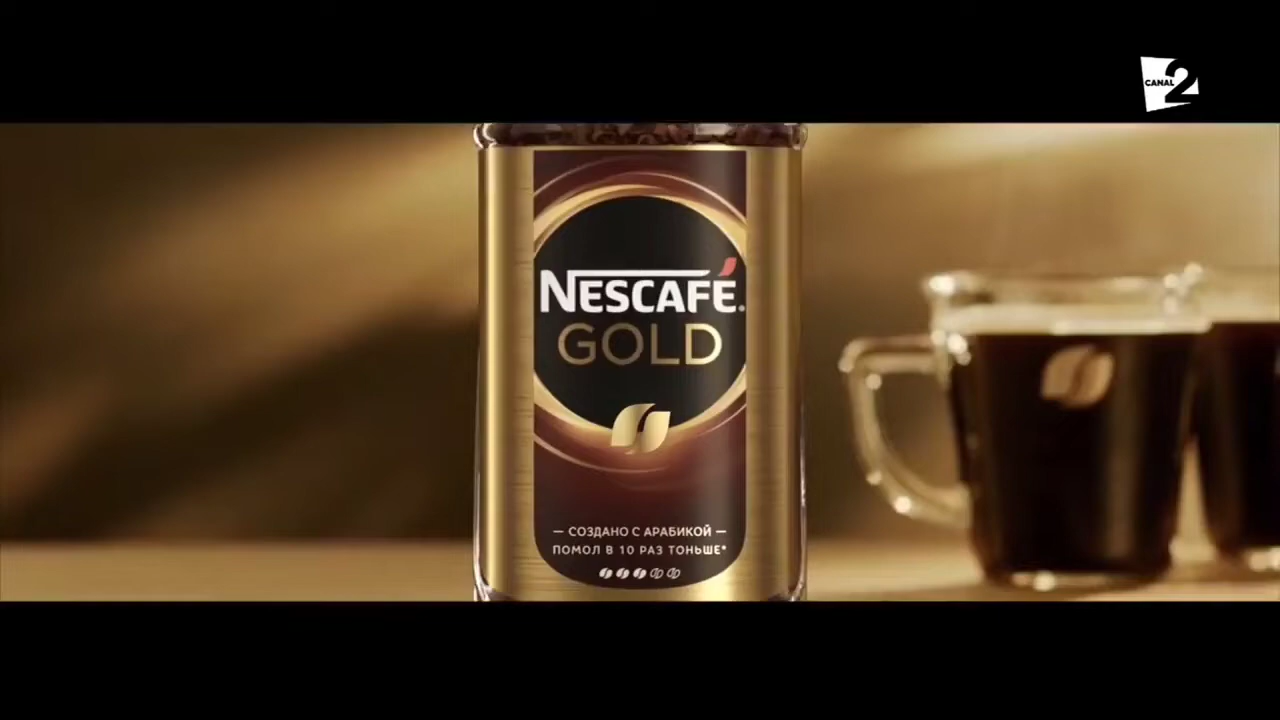 CANAL 2
NESCAFÉ.
GOLD
— СОЗДАНО С АРАБИКОЙ —
ПОМОЛ В 10 РАЗ ТОНЬШЕ*